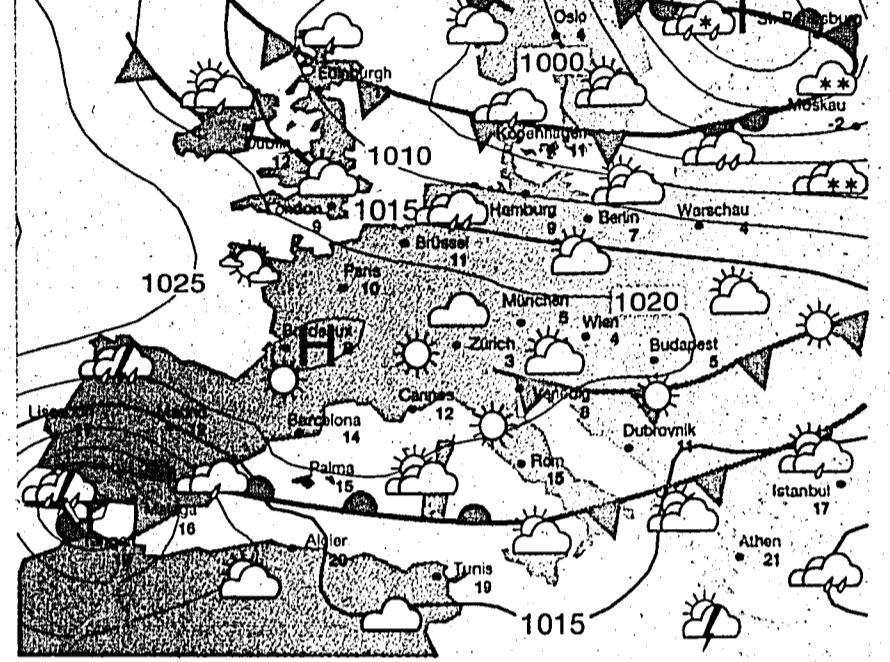 Oslo
4
St. Petersburg
1000
Edinburgh
Moskau
-2
Kopenhagen
11
Dublin
12
1010
London
9
1015
Hamburg
9
Berlin
7
Warschau
4
Brüssel
11
1025
Paris
10
1020
München
5
Wien
4
Bordeaux
H
Zürich
3
Budapest
5
Venedig
8
Cannes
12
Lissabon
Madrid
12
Barcelona
14
Dubrovnik
11
Palma
15
Rom
15
Istanbul
17
Malaga
16
Algier
20
Athen
21
Tunis
19
1015